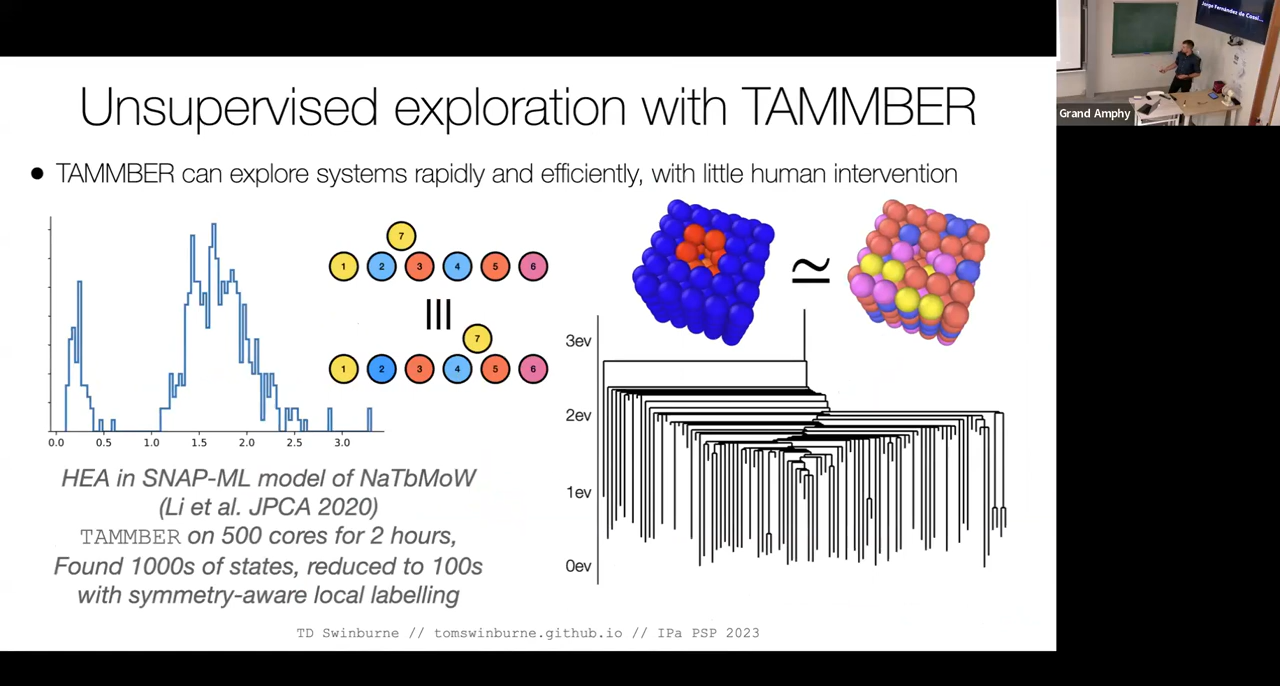 Unsupervised exploration with TAMMBER
● TAMMBER can explore systems rapidly and efficiently, with little human intervention
7
1 2 3 4 5 6
≡
7
1 2 3 4 5 6
0.0 0.5 1.0 1.5 2.0 2.5 3.0
≃
3ev
2ev
1ev
0ev
HEA in SNAP-ML model of NaTbMoW
(Li et al. JPCA 2020)
TAMMBER on 500 cores for 2 hours,
Found 1000s of states, reduced to 100s
with symmetry-aware local labelling
TD Swinburne // tomswinburne.github.io // IPa PSP 2023
Jorge Fernández de Cossi...
Grand Amphy